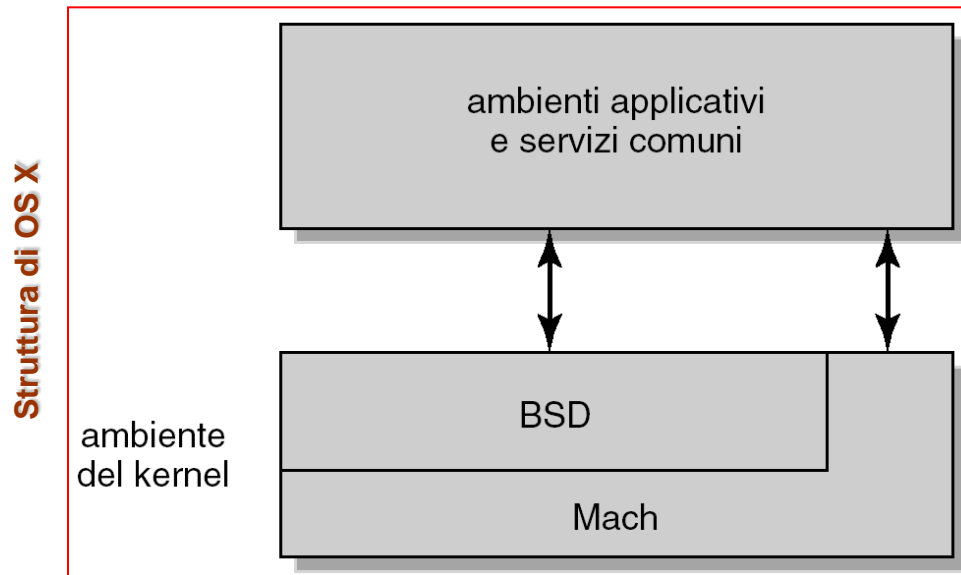 Struttura di OS X
ambienti applicativi
e servizi comuni
BSD
ambiente
del kernel
Mach